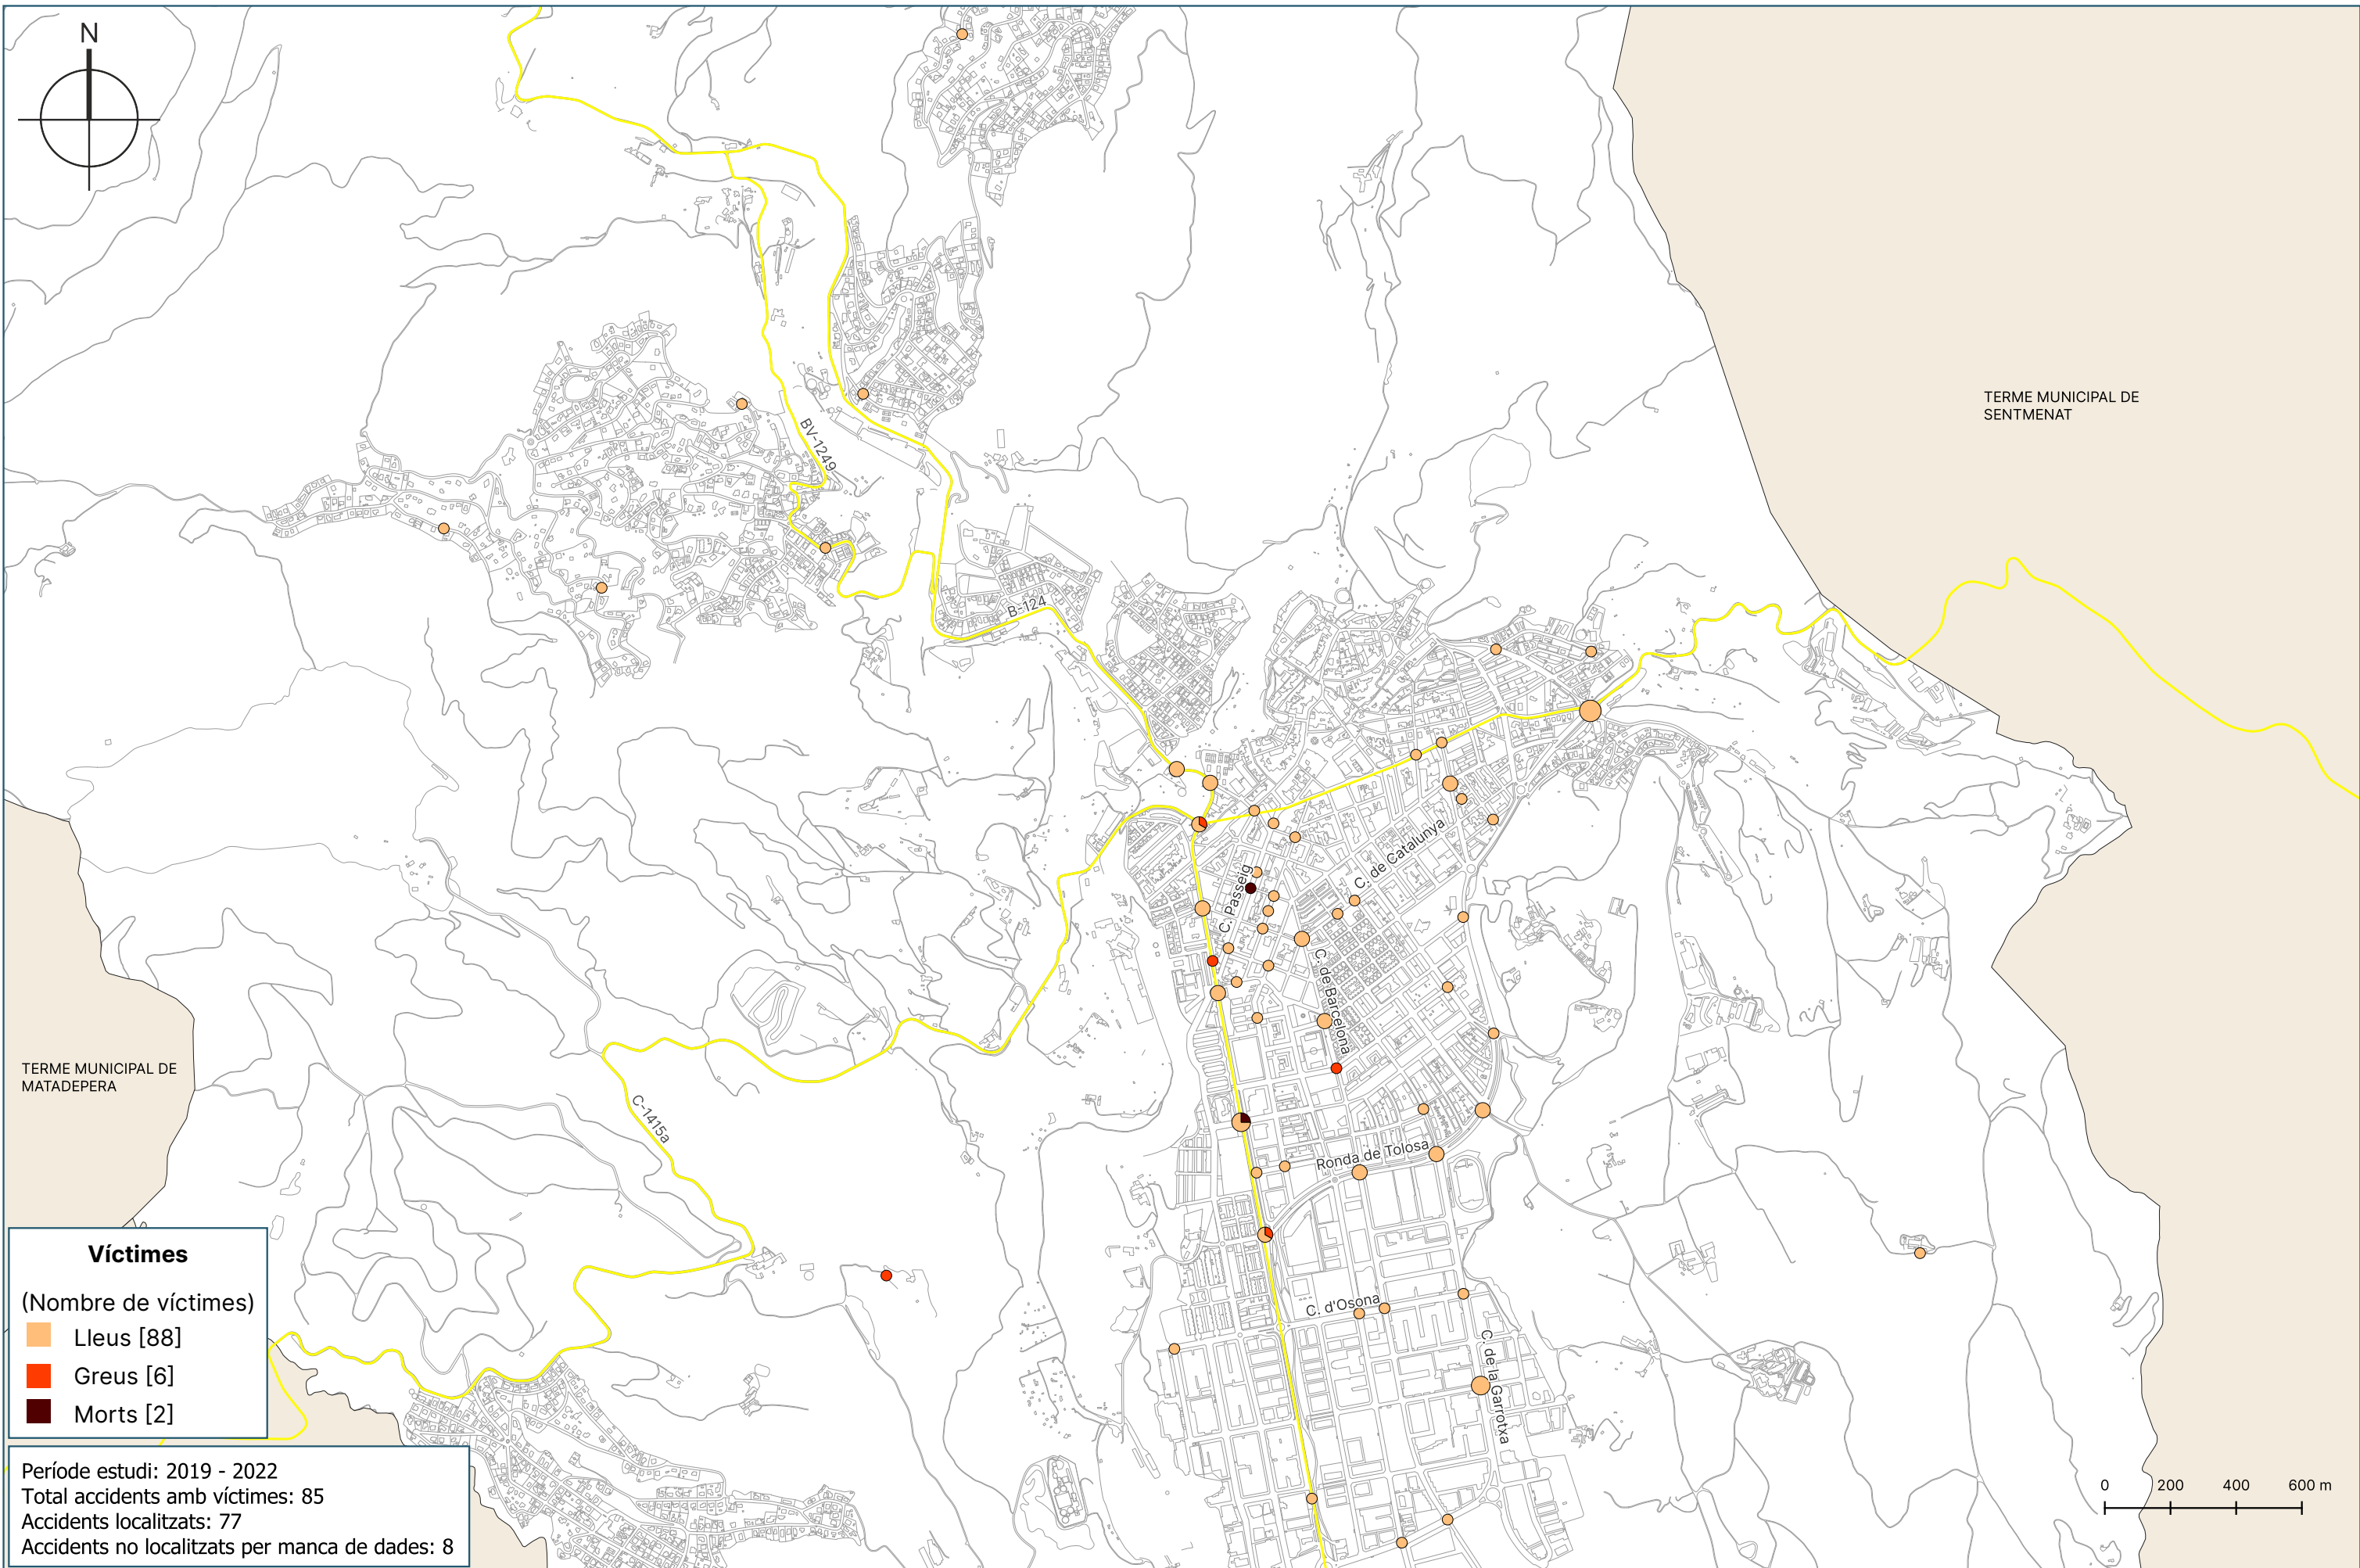 N
TERME MUNICIPAL DE
SENTMENAT
BV-1249
B-124
C. de Catalunya
C. Passeig
C. de Barcelona
TERME MUNICIPAL DE
MATADEPERA
C-1415a
Ronda de Tolosa
C. d'Osona
C. de la Garrotxa
Víctimes
(Nombre de víctimes)
Lleus [88]
Greus [6]
Morts [2]
Període estudi: 2019 - 2022
Total accidents amb víctimes: 85
Accidents localitzats: 77
Accidents no localitzats per manca de dades: 8
0 200 400 600 m